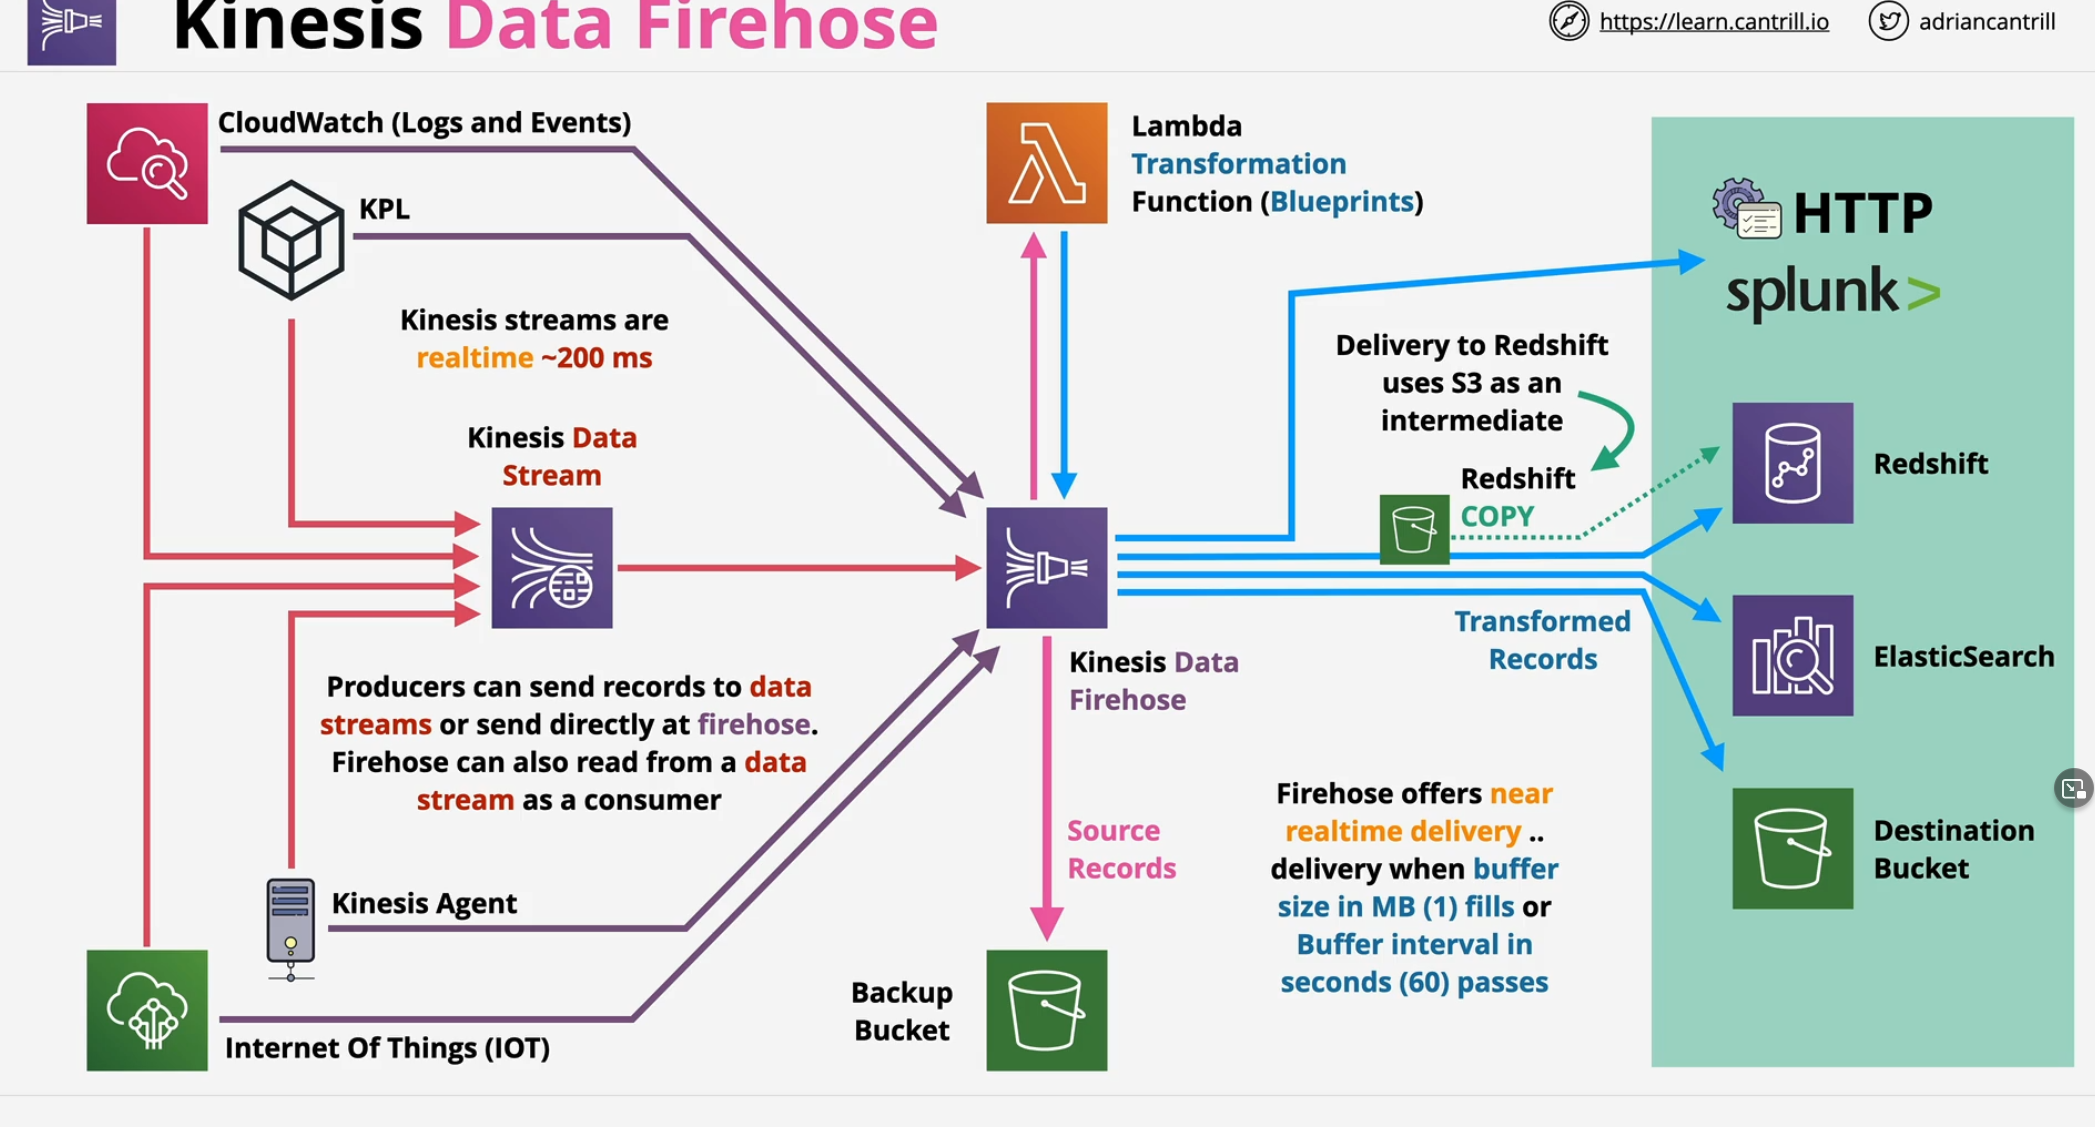 Kinesis Data Firehose
https://learn.cantrill.io
adriancantrill
CloudWatch (Logs and Events)
KPL
Kinesis streams are
realtime ~200 ms
Kinesis Data
Stream
Producers can send records to data
streams or send directly at firehose.
Firehose can also read from a data
stream as a consumer
Kinesis Agent
Internet Of Things (IOT)
Lambda
Transformation
Function (Blueprints)
Kinesis Data
Firehose
Source
Records
Backup
Bucket
Delivery to Redshift
uses S3 as an
intermediate
Redshift
COPY
Transformed
Records
Firehose offers near
realtime delivery ..
delivery when buffer
size in MB (1) fills or
Buffer interval in
seconds (60) passes
HTTP
splunk>
Redshift
ElasticSearch
Destination
Bucket